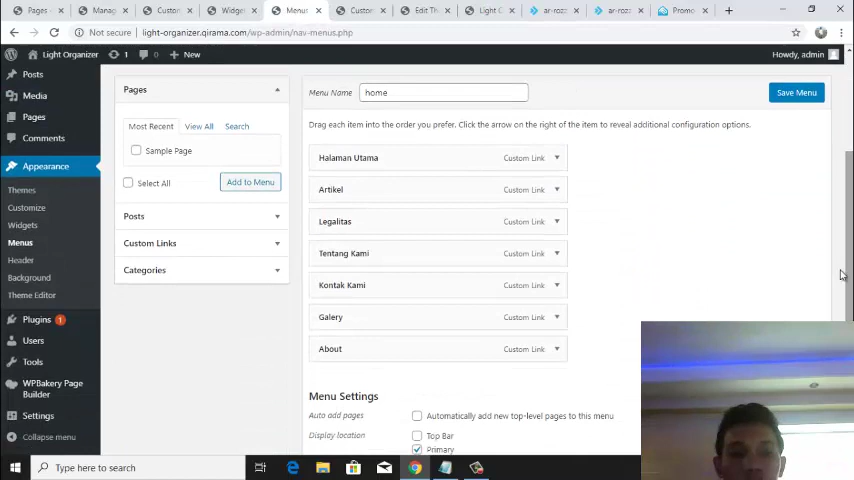 Pages -
Manag
Custom
Widge
Menus
Custom
Edit Th
Light O
ar-roz
ar-roz
Promo
Not secure
light-organizer.qirama.com/wp-admin/nav-menus.php
Light Organizer 1 0 + New
Howdy, admin
Posts
Media
Pages
Comments
Appearance
Themes
Customize
Widgets
Menus
Header
Background
Theme Editor
Plugins 1
Users
Tools
WPBakery Page
Builder
Settings
Collapse menu
Pages
Most Recent View All Search
Sample Page
Select All
Add to Menu
Posts
Custom Links
Categories
Menu Name home
Save Menu
Drag each item into the order you prefer. Click the arrow on the right of the item to reveal additional configuration options.
Halaman Utama Custom Link
Artikel Custom Link
Legalitas Custom Link
Tentang Kami Custom Link
Kontak Kami Custom Link
Galery Custom Link
About Custom Link
Menu Settings
Auto add pages Automatically add new top-level pages to this menu
Display location Top Bar
Primary
Type here to search